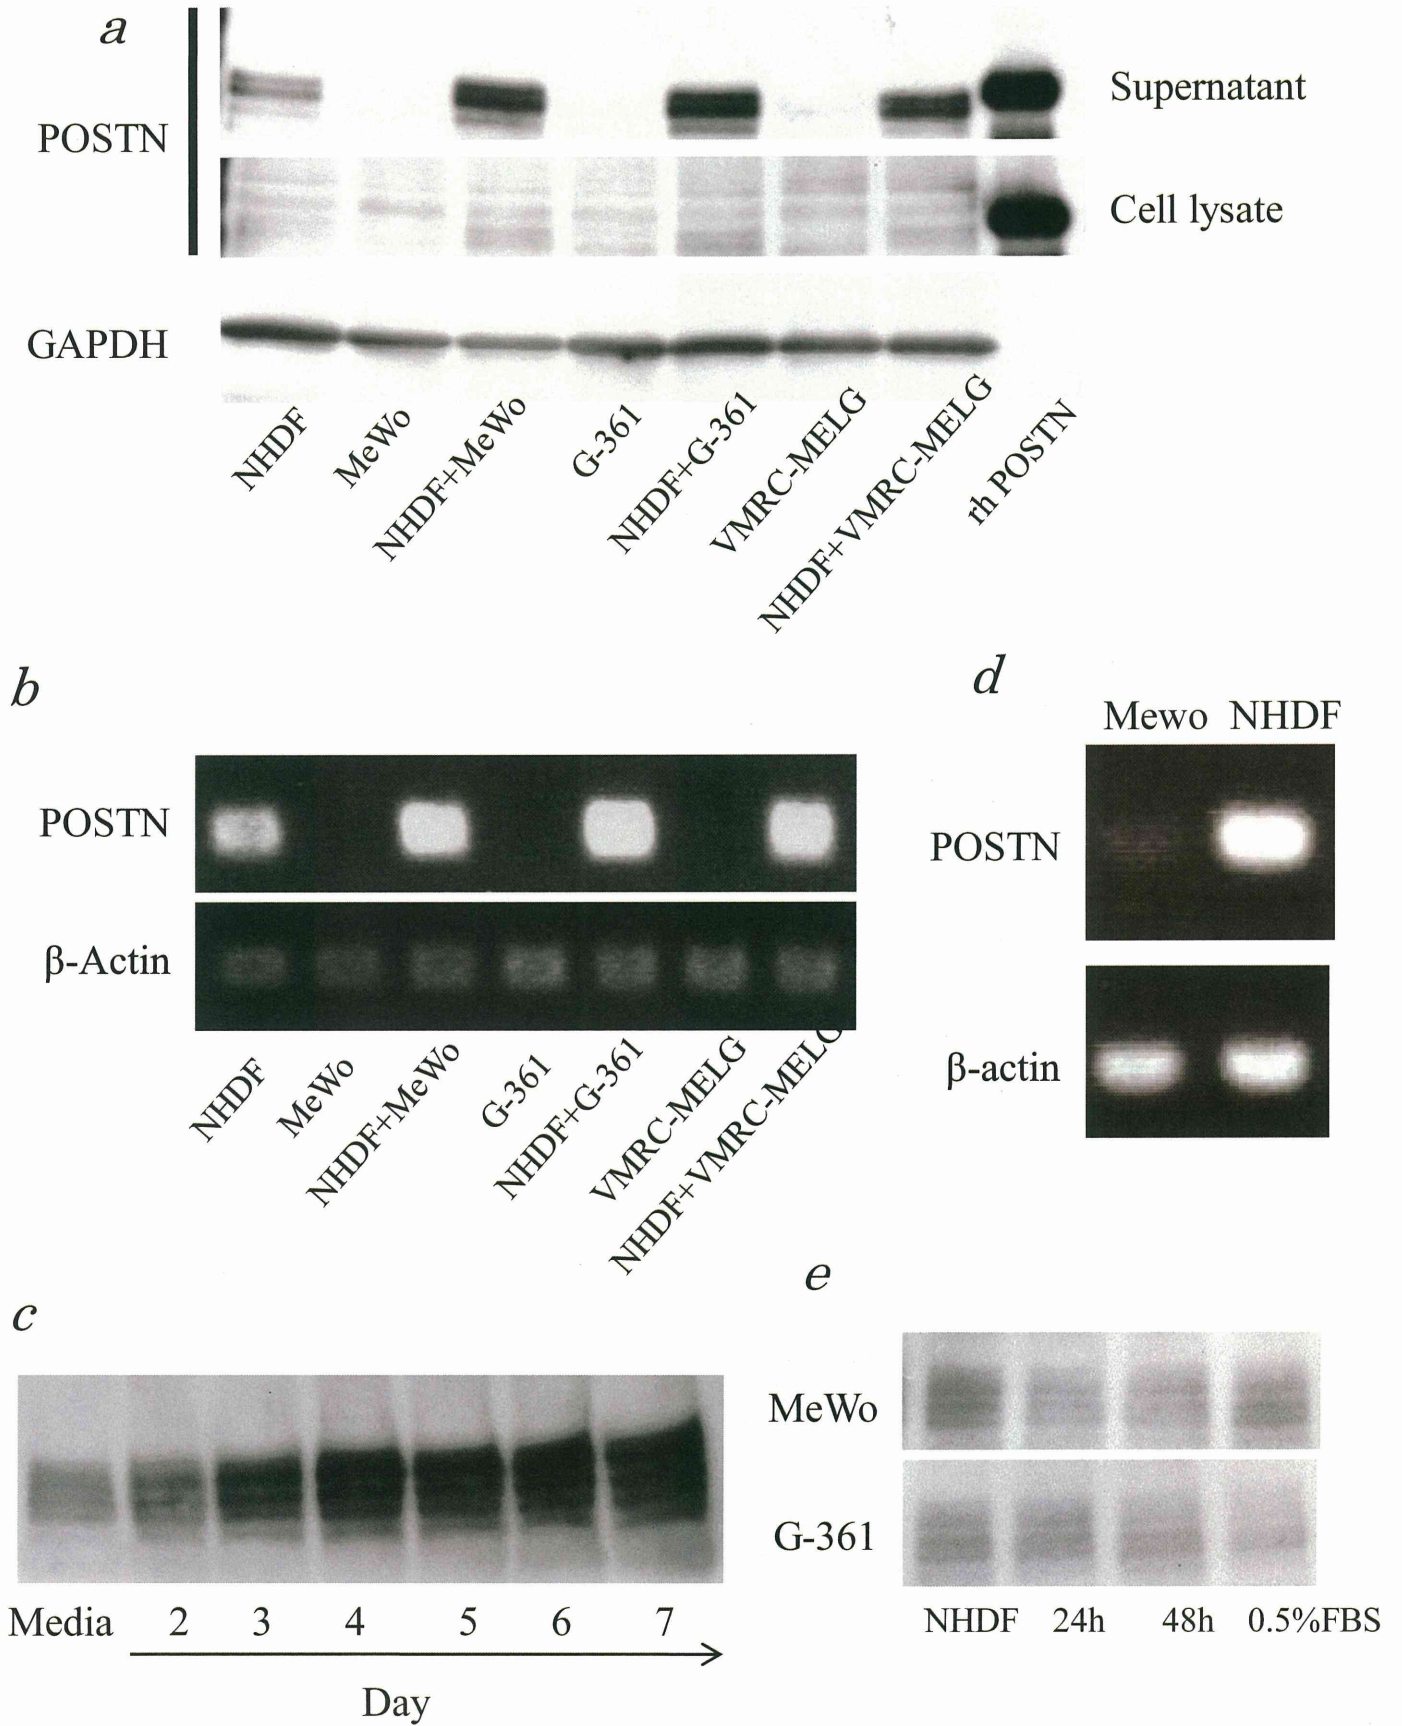 a
POSTN
Supernatant
Cell lysate
GAPDH
NHDF
MeWo
NHDF+MeWo
G-361
NHDF+G-361
VMRC-MELG
NHDF+VMRC-MELG
rh POSTN
b
POSTN
β-Actin
NHDF
MeWo
NHDF+MeWo
G-361
NHDF+G-361
VMRC-MELG
NHDF+VMRC-MELG
d
Mewo NHDF
POSTN
β-actin
c
Media 2 3 4 5 6 7
Day
e
MeWo
G-361
NHDF 24h 48h 0.5%FBS